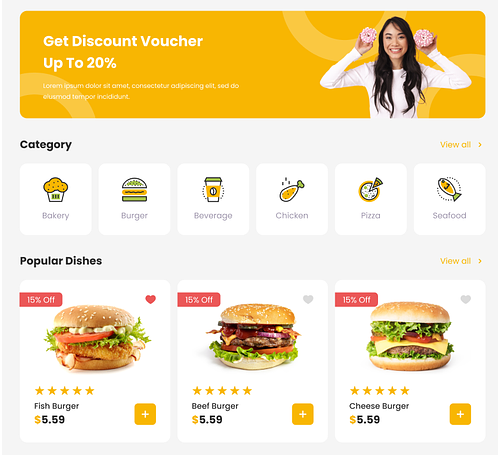 Get Discount Voucher
Up To 20%
Lorem ipsum dolor sit amet, consectetur adipiscing elit, sed do
eiusmod tempor incididunt.
Category
View all >
Bakery
Burger
Beverage
Chicken
Pizza
Seafood
Popular Dishes
View all >
15% Off
15% Off
15% Off
Fish Burger
Beef Burger
Cheese Burger
$5.59
+
$5.59
+
$5.59
+